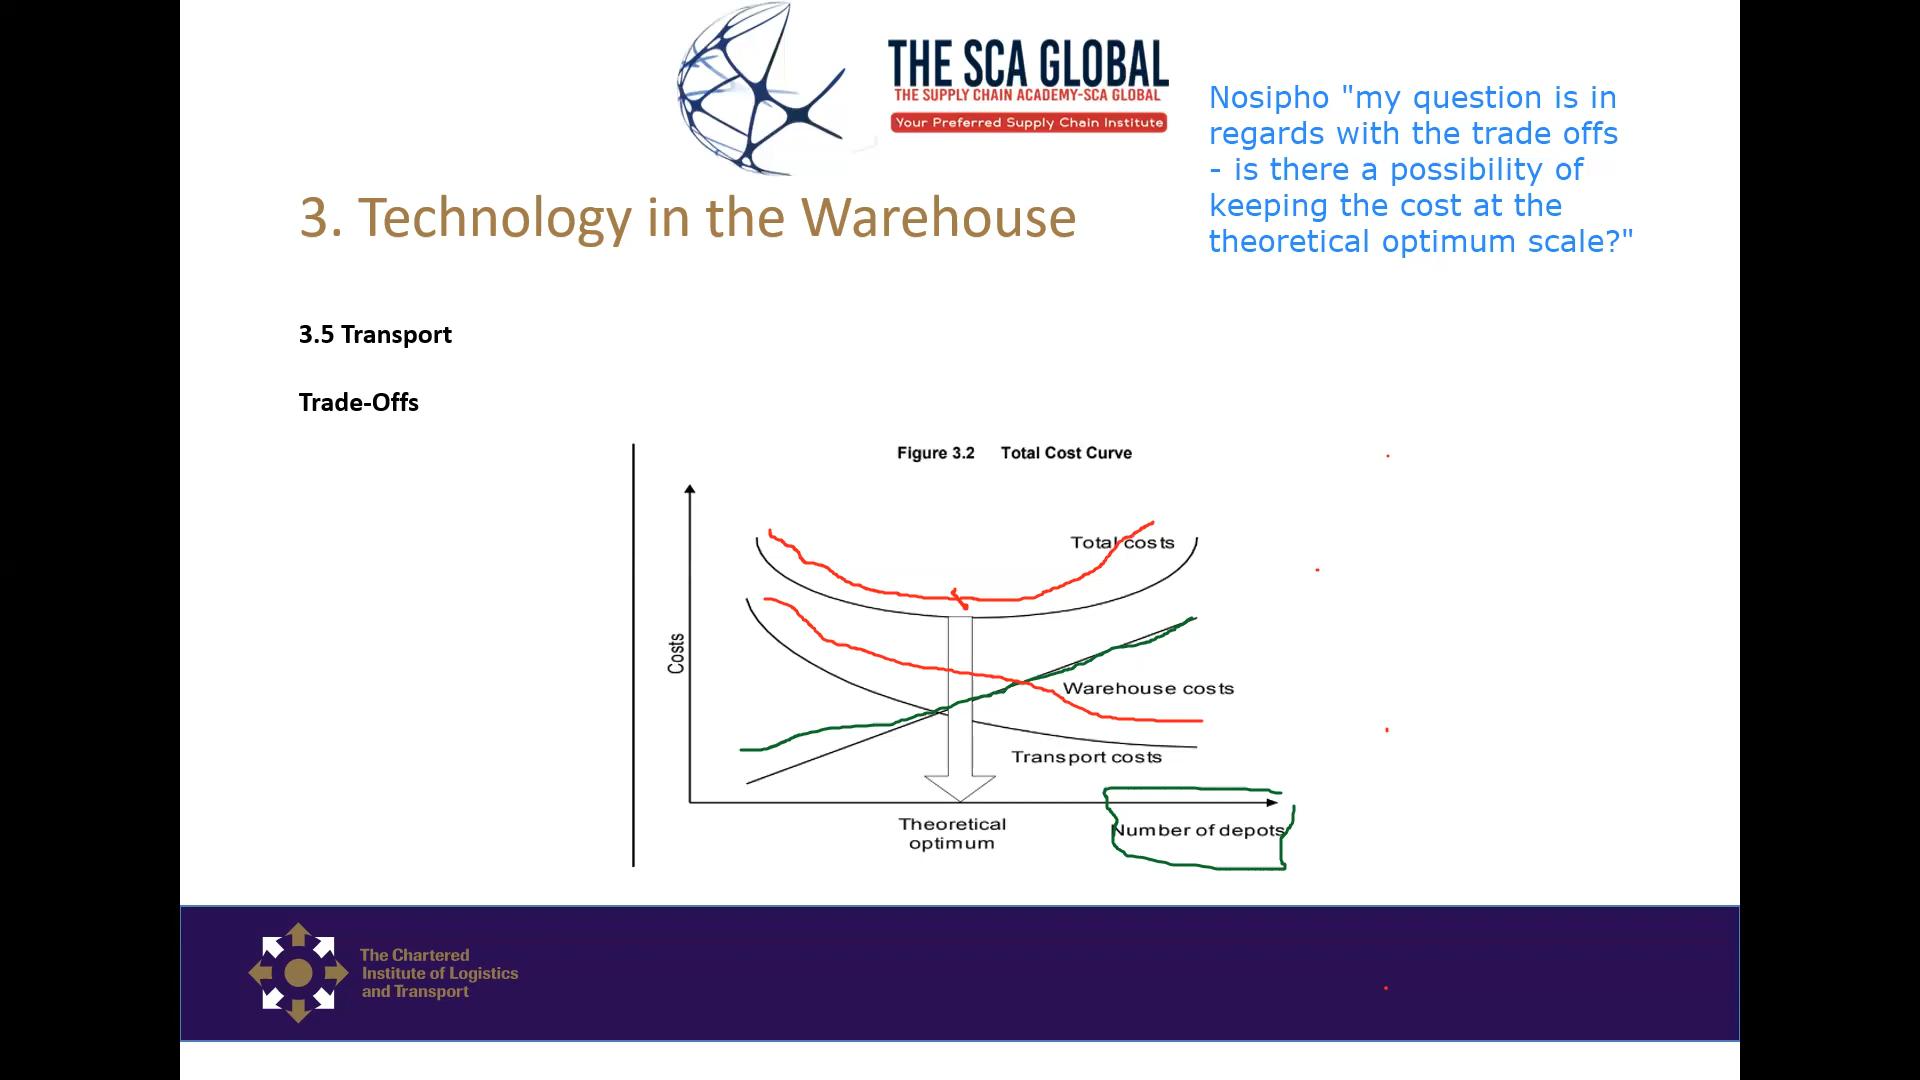 THE SCA GLOBAL
THE SUPPLY CHAIN ACADEMY-SCA GLOBAL
Your Preferred Supply Chain Institute
Nosipho "my question is in
regards with the trade offs
- is there a possibility of
keeping the cost at the
theoretical optimum scale?"
3. Technology in the Warehouse
3.5 Transport
Trade-Offs
Figure 3.2 Total Cost Curve
Total costs
Costs
Warehouse costs
Transport costs
Theoretical
optimum
Number of depots
The Chartered
Institute of Logistics
and Transport